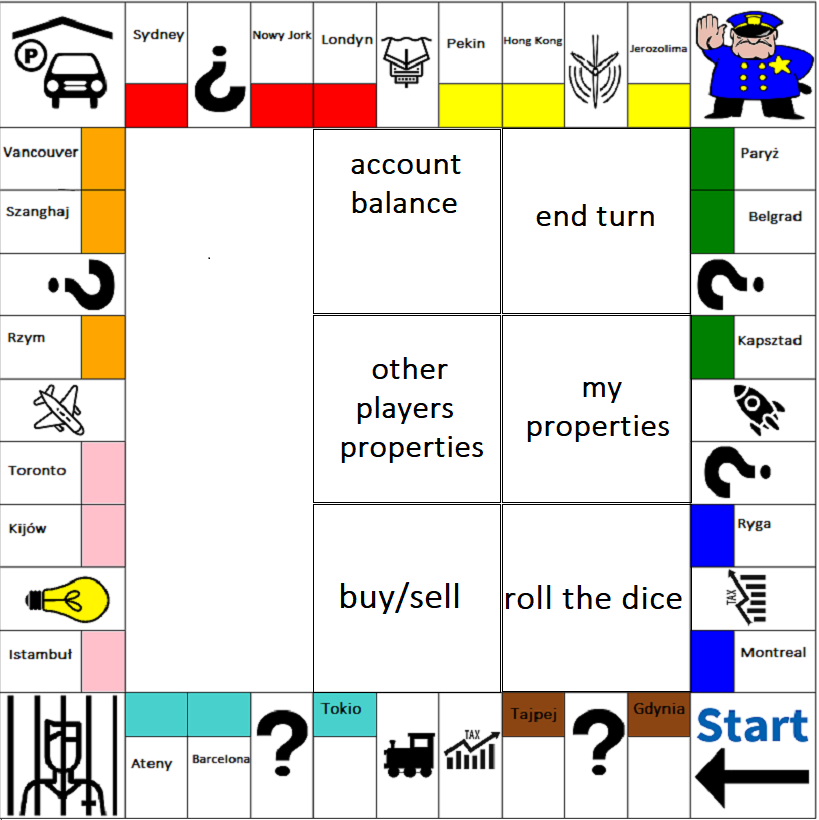 Sydney
?
Nowy Jork
Londyn
Pekin
Hong Kong
Jerozolima
P
Vancouver
Szanghaj
?
Rzym
Toronto
Kijów
Istambuł
account
balance
end turn
other
players
properties
my
properties
buy/sell
roll the dice
Paryż
Belgrad
?
Kapsztad
?
Ryga
TAX
Montreal
Ateny
Barcelona
?
Tokio
TAX
Tajpej
?
Gdynia
Start